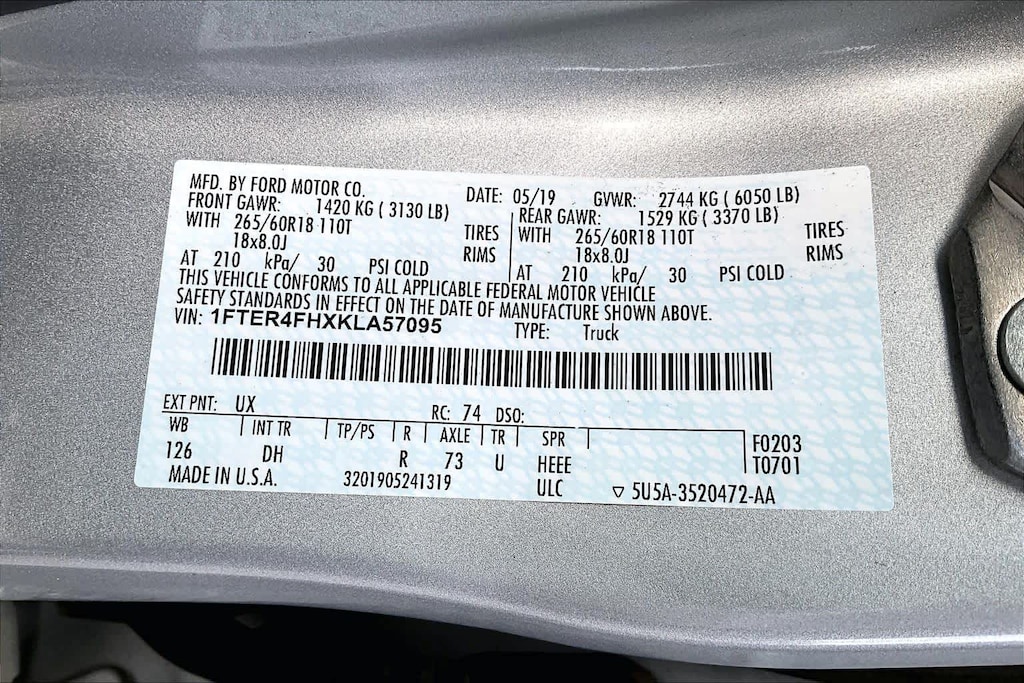 MFD. BY FORD MOTOR CO. DATE: 05/19 GVWR: 2744 KG ( 6050 LB)
FRONT GAWR: 1420 KG ( 3130 LB) REAR GAWR: 1529 KG ( 3370 LB)
WITH 265/60R18 110T TIRES WITH 265/60R18 110T TIRES
18x8.0J RIMS 18x8.0J RIMS
AT 210 kPa/ 30 PSI COLD AT 210 kPa/ 30 PSI COLD
THIS VEHICLE CONFORMS TO ALL APPLICABLE FEDERAL MOTOR VEHICLE
SAFETY STANDARDS IN EFFECT ON THE DATE OF MANUFACTURE SHOWN ABOVE.
VIN: 1FTER4FHXKLA57095 TYPE: Truck
EXT PNT: UX RC: 74 DSO:
WB INT TR TP/PS R AXLE TR SPR F0203
126 DH R 73 U HEEE T0701
MADE IN U.S.A. 3201905241319 ULC ▽ 5U5A-3520472-AA